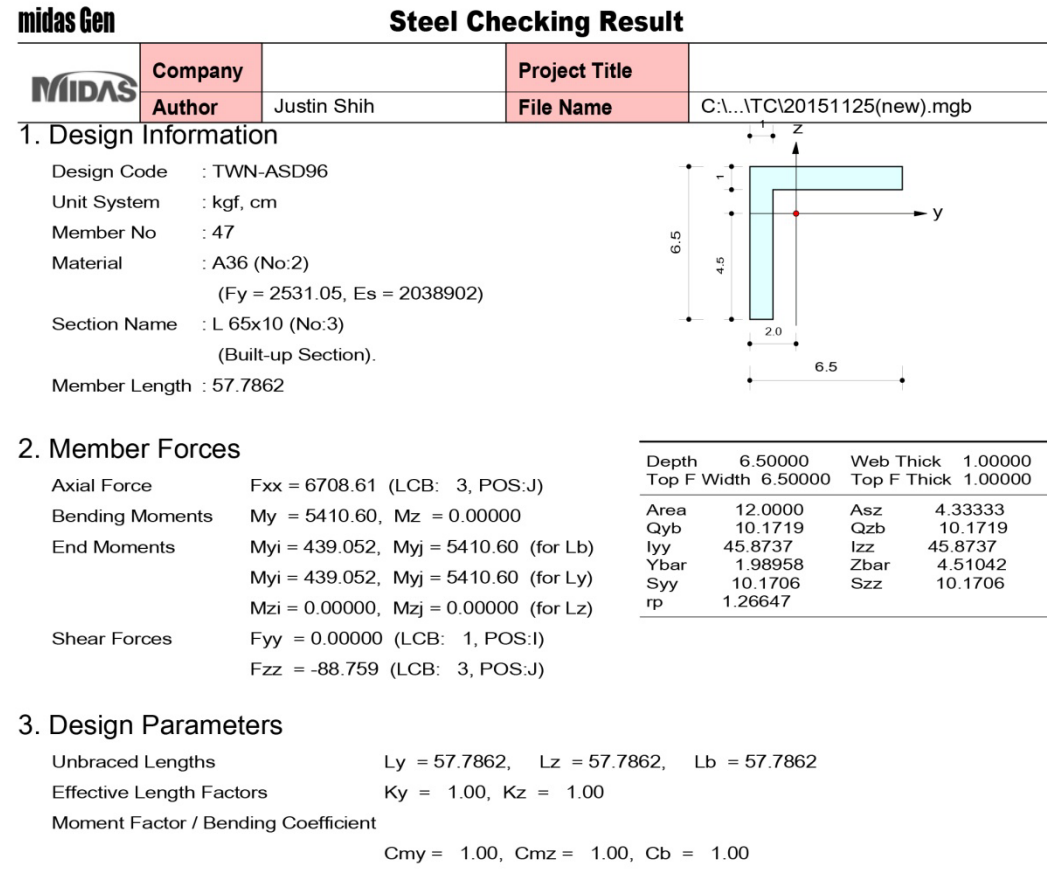 midas Gen
Steel Checking Result
MIDAS
Company
Project Title
Author Justin Shih
File Name C:\...\TC\20151125(new).mgb
1. Design Information
Design Code : TWN-ASD96
Unit System : kgf, cm
Member No : 47
Material : A36 (No:2)
(Fy = 2531.05, Es = 2038902)
Section Name : L 65x10 (No:3)
(Built-up Section).
Member Length : 57.7862
1
z
1
y
6.5
4.5
2.0
6.5
2. Member Forces
Axial Force Fxx = 6708.61 (LCB: 3, POS:J)
Bending Moments My = 5410.60, Mz = 0.00000
End Moments Myi = 439.052, Myj = 5410.60 (for Lb)
Myi = 439.052, Myj = 5410.60 (for Ly)
Mzi = 0.00000, Mzj = 0.00000 (for Lz)
Shear Forces Fyy = 0.00000 (LCB: 1, POS:I)
Fzz = -88.759 (LCB: 3, POS:J)
Depth 6.50000 Web Thick 1.00000
Top F Width 6.50000 Top F Thick 1.00000
Area 12.0000 Asz 4.33333
Qyb 10.1719 Qzb 10.1719
Iyy 45.8737 Izz 45.8737
Ybar 1.98958 Zbar 4.51042
Syy 10.1706 Szz 10.1706
rp 1.26647
3. Design Parameters
Unbraced Lengths Ly = 57.7862, Lz = 57.7862, Lb = 57.7862
Effective Length Factors Ky = 1.00, Kz = 1.00
Moment Factor / Bending Coefficient
Cmy = 1.00, Cmz = 1.00, Cb = 1.00